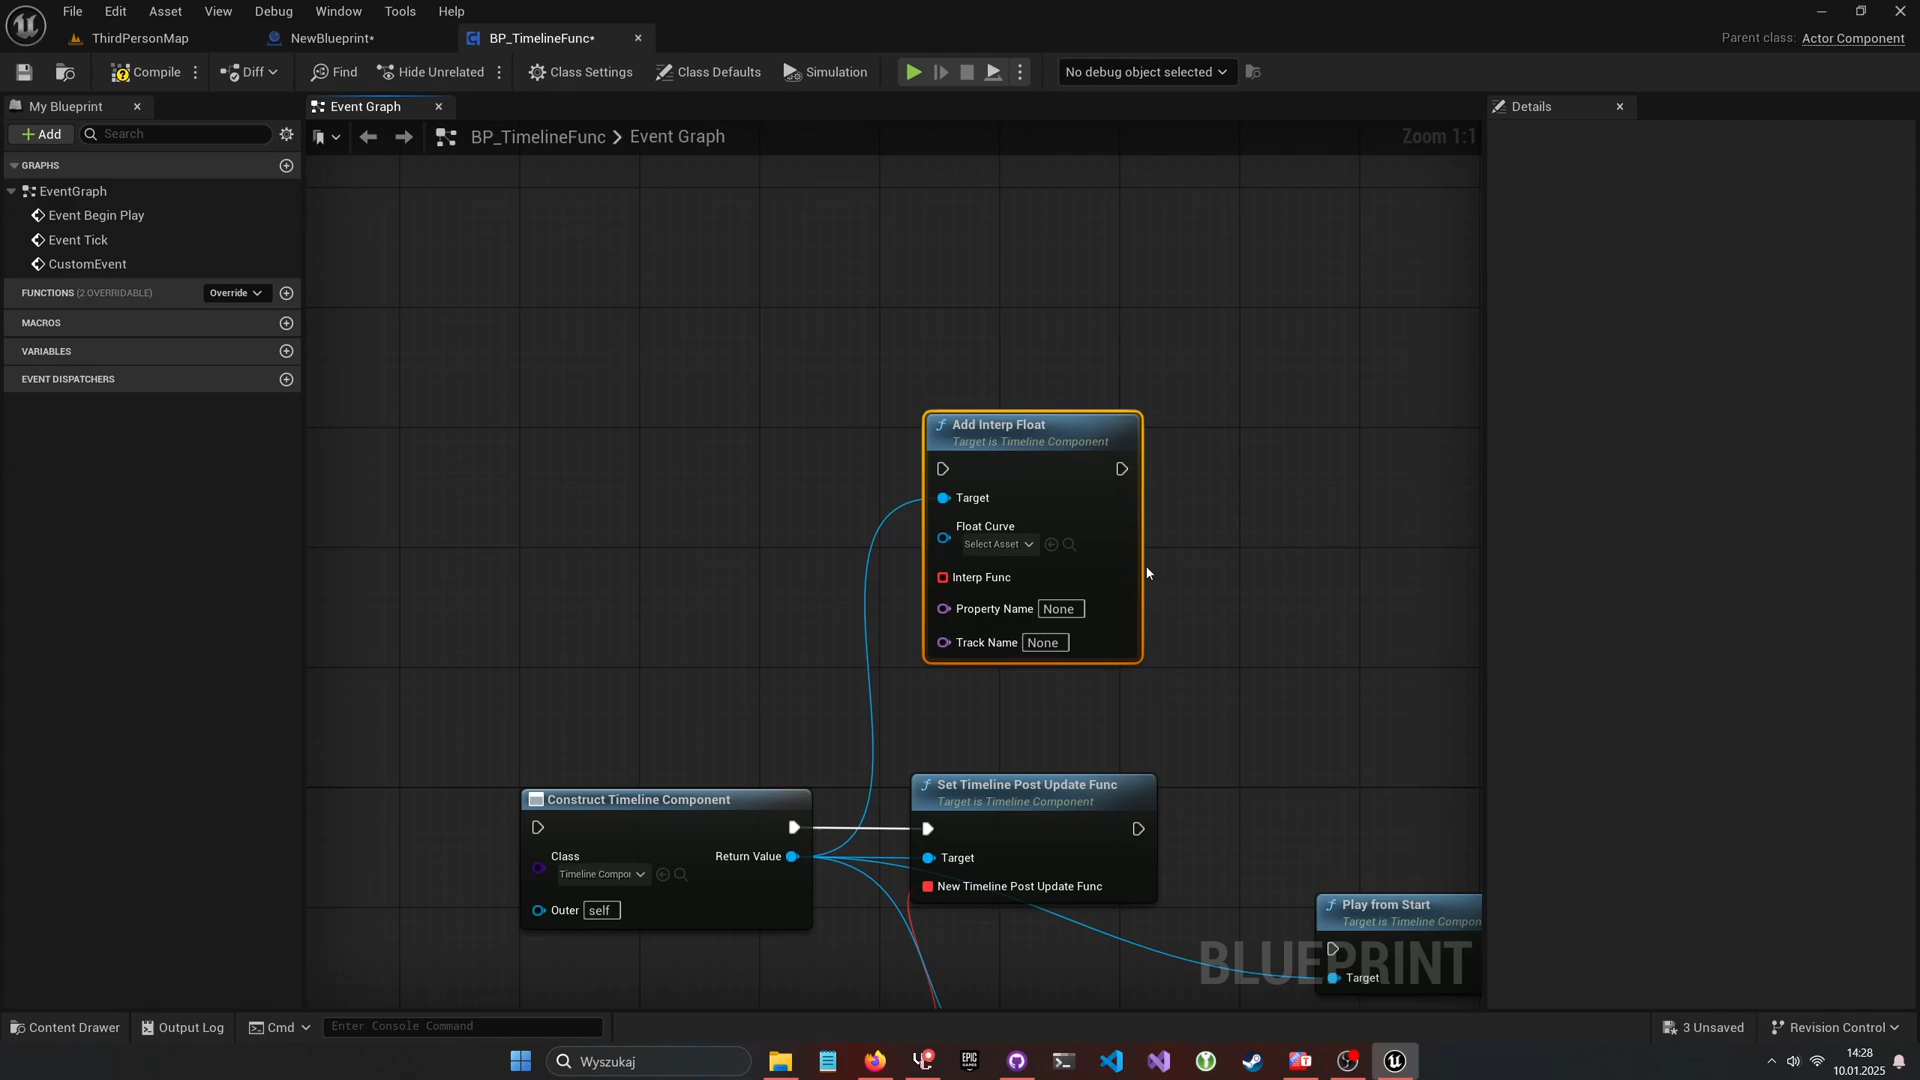 File Edit Asset View Debug Window Tools Help
ThirdPersonMap NewBlueprint* BP_TimelineFunc* Parent class: Actor Component
Compile Diff Find Hide Unrelated Class Settings Class Defaults Simulation No debug object selected
My Blueprint Event Graph Details
Add Search BP_TimelineFunc > Event Graph Zoom 1:1
GRAPHS
EventGraph
Event Begin Play
Event Tick
CustomEvent
FUNCTIONS (2 OVERRIDABLE) Override
MACROS
VARIABLES
EVENT DISPATCHERS
Add Interp Float
Target is Timeline Component
Target
Float Curve
Select Asset
Interp Func
Property Name None
Track Name None
Construct Timeline Component
Class Return Value
Timeline Compor
Outer self
Set Timeline Post Update Func
Target is Timeline Component
Target
New Timeline Post Update Func
Play from Start
Target is Timeline Compon
Target
BLUEPRINT
Content Drawer Output Log Cmd Enter Console Command 3 Unsaved Revision Control
Wyszukaj EPIC GAMES 14:28
10.01.2025